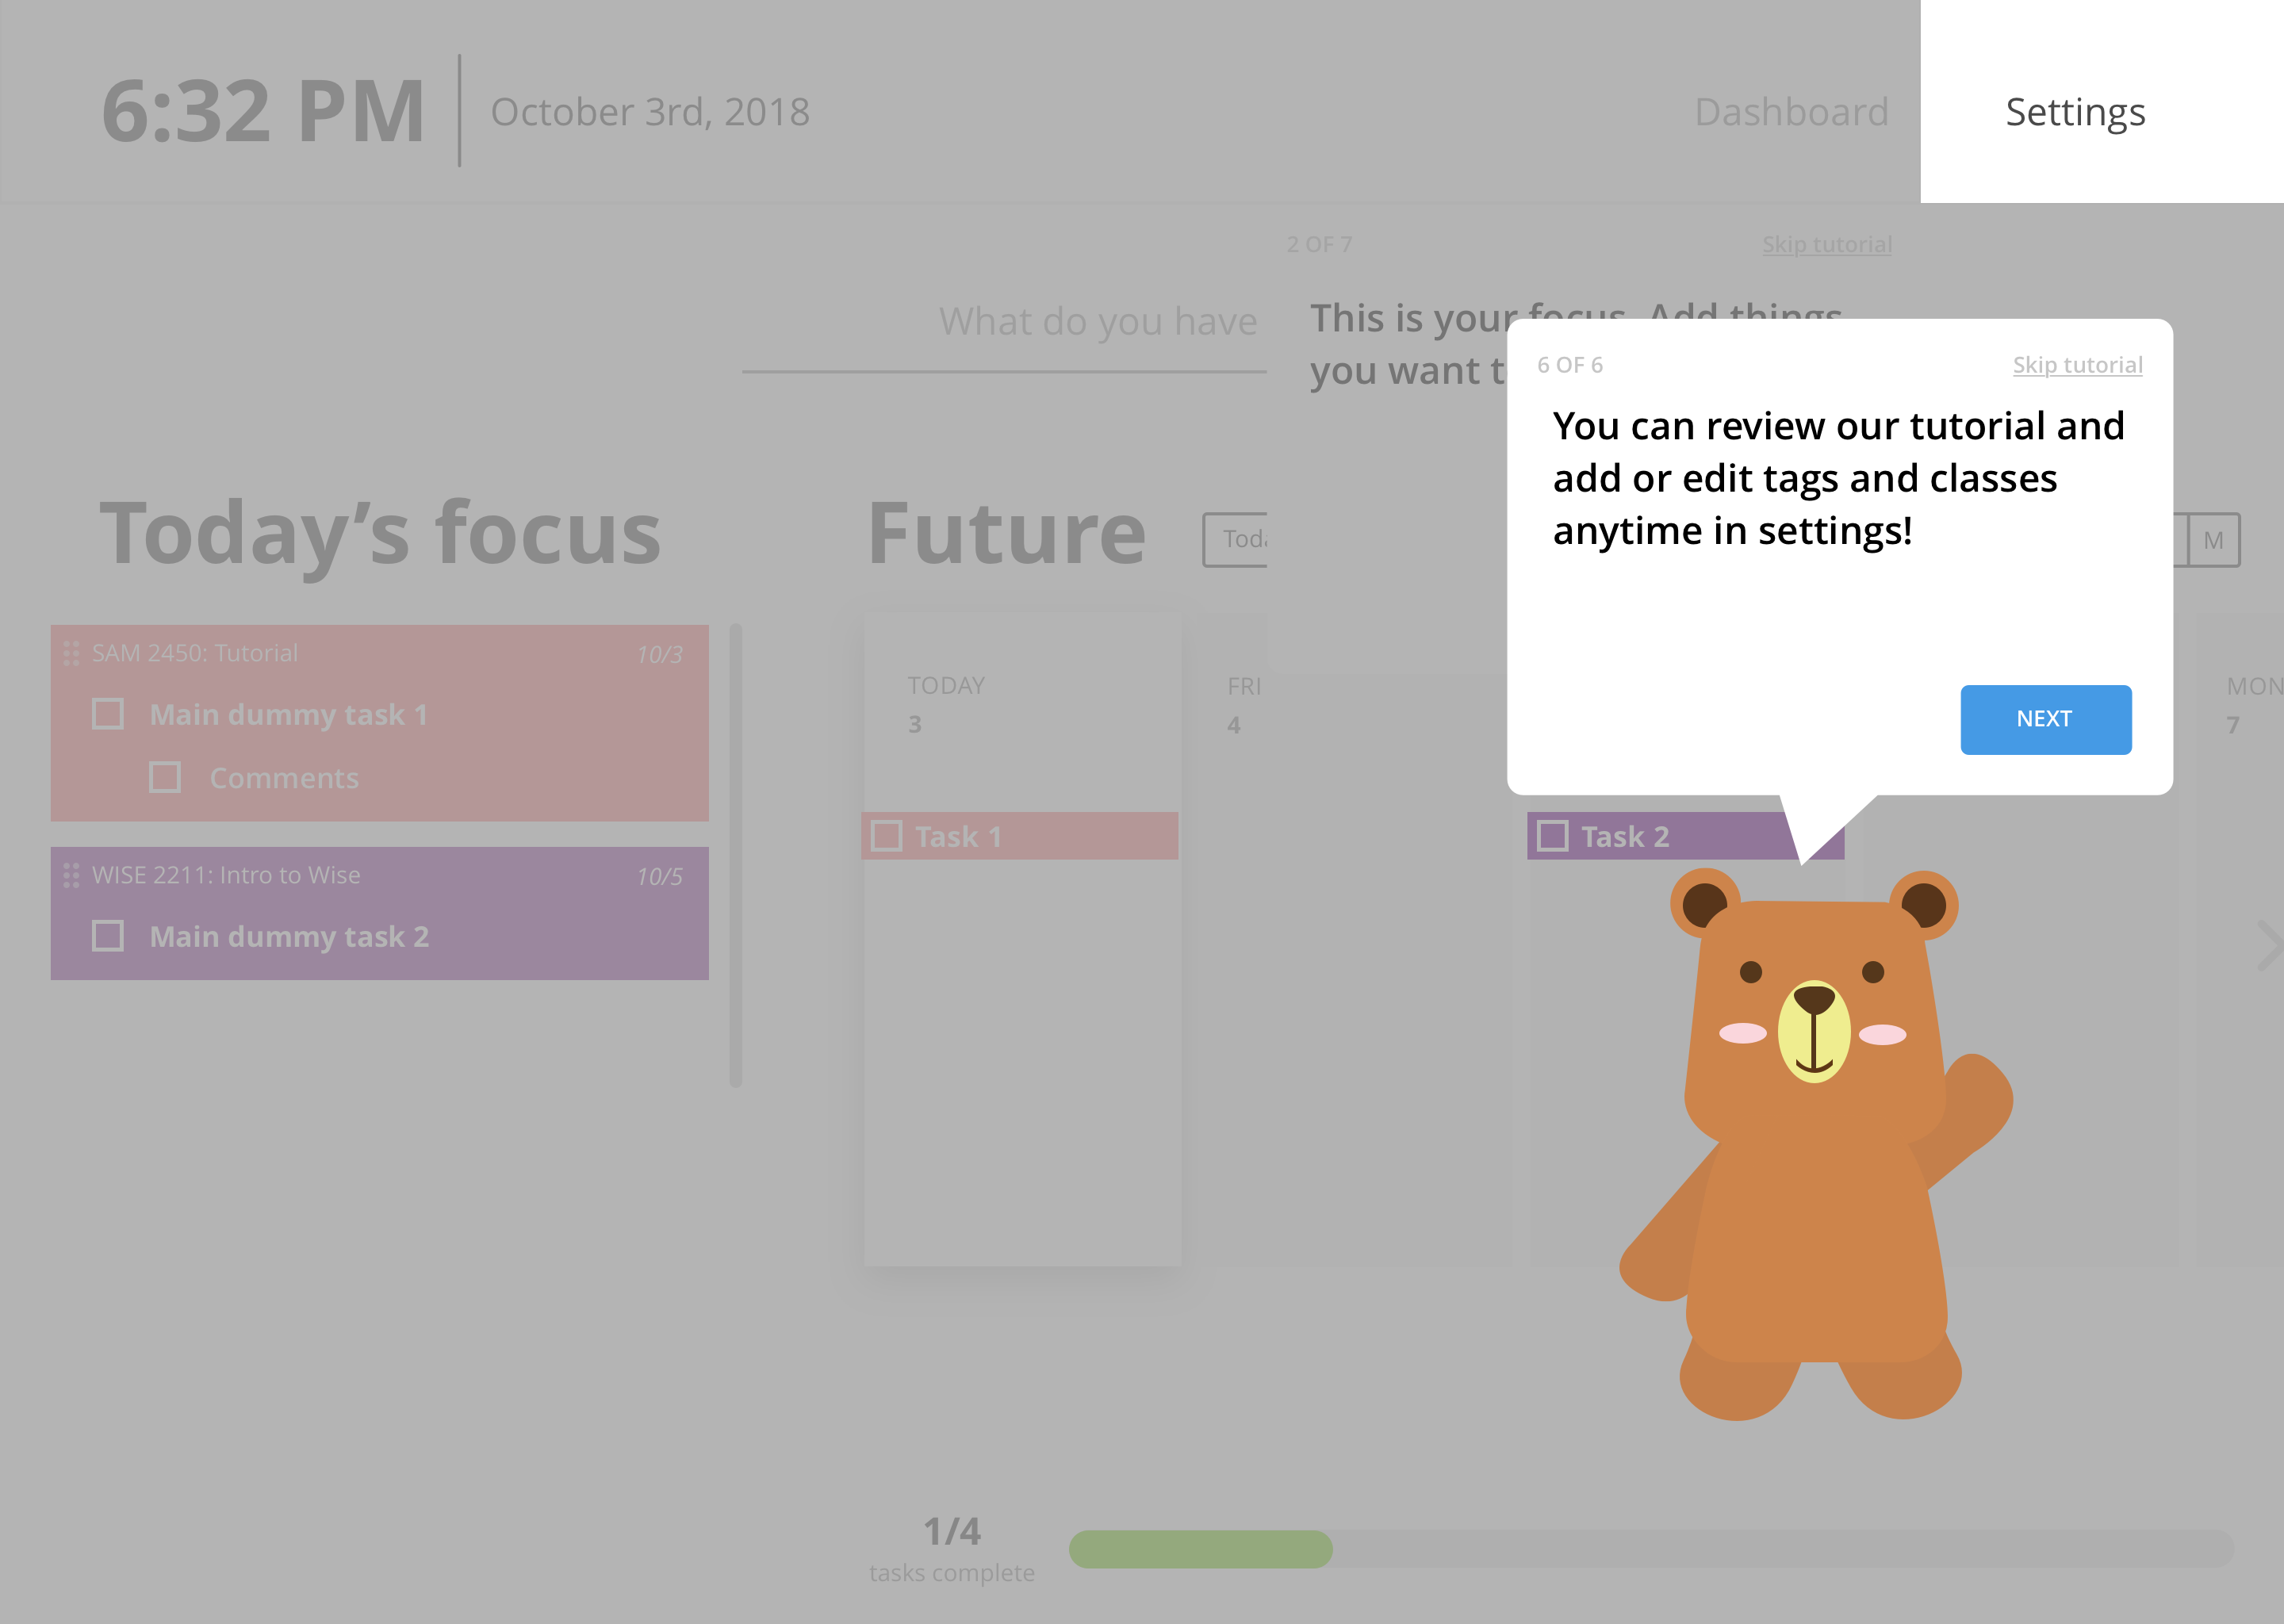 6:32 PM
October 3rd, 2018
Dashboard
Settings
2 OF 7
Skip tutorial
What do you have
This is your focus. Add things
you want t
6 OF 6
Skip tutorial
You can review our tutorial and
add or edit tags and classes
anytime in settings!
NEXT
Today’s focus
Future
Toda
M
SAM 2450: Tutorial
10/3
Main dummy task 1
Comments
WISE 2211: Intro to Wise
10/5
Main dummy task 2
TODAY
3
FRI
4
MON
7
Task 1
Task 2
1/4
tasks complete